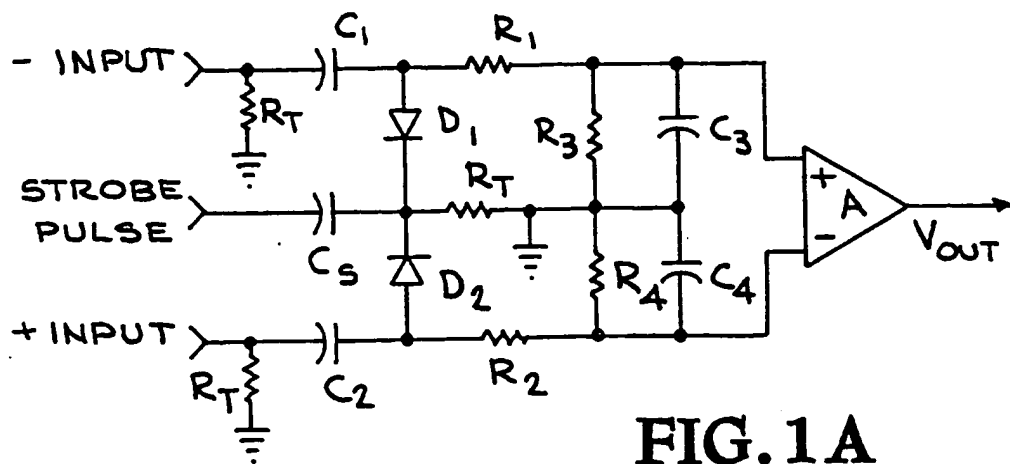 C1
R1
- INPUT
RT
D1
R3
C3
STROBE
PULSE
RT
+
A
-
VOUT
CS
D2
R4
C4
+ INPUT
RT
C2
R2
FIG. 1A